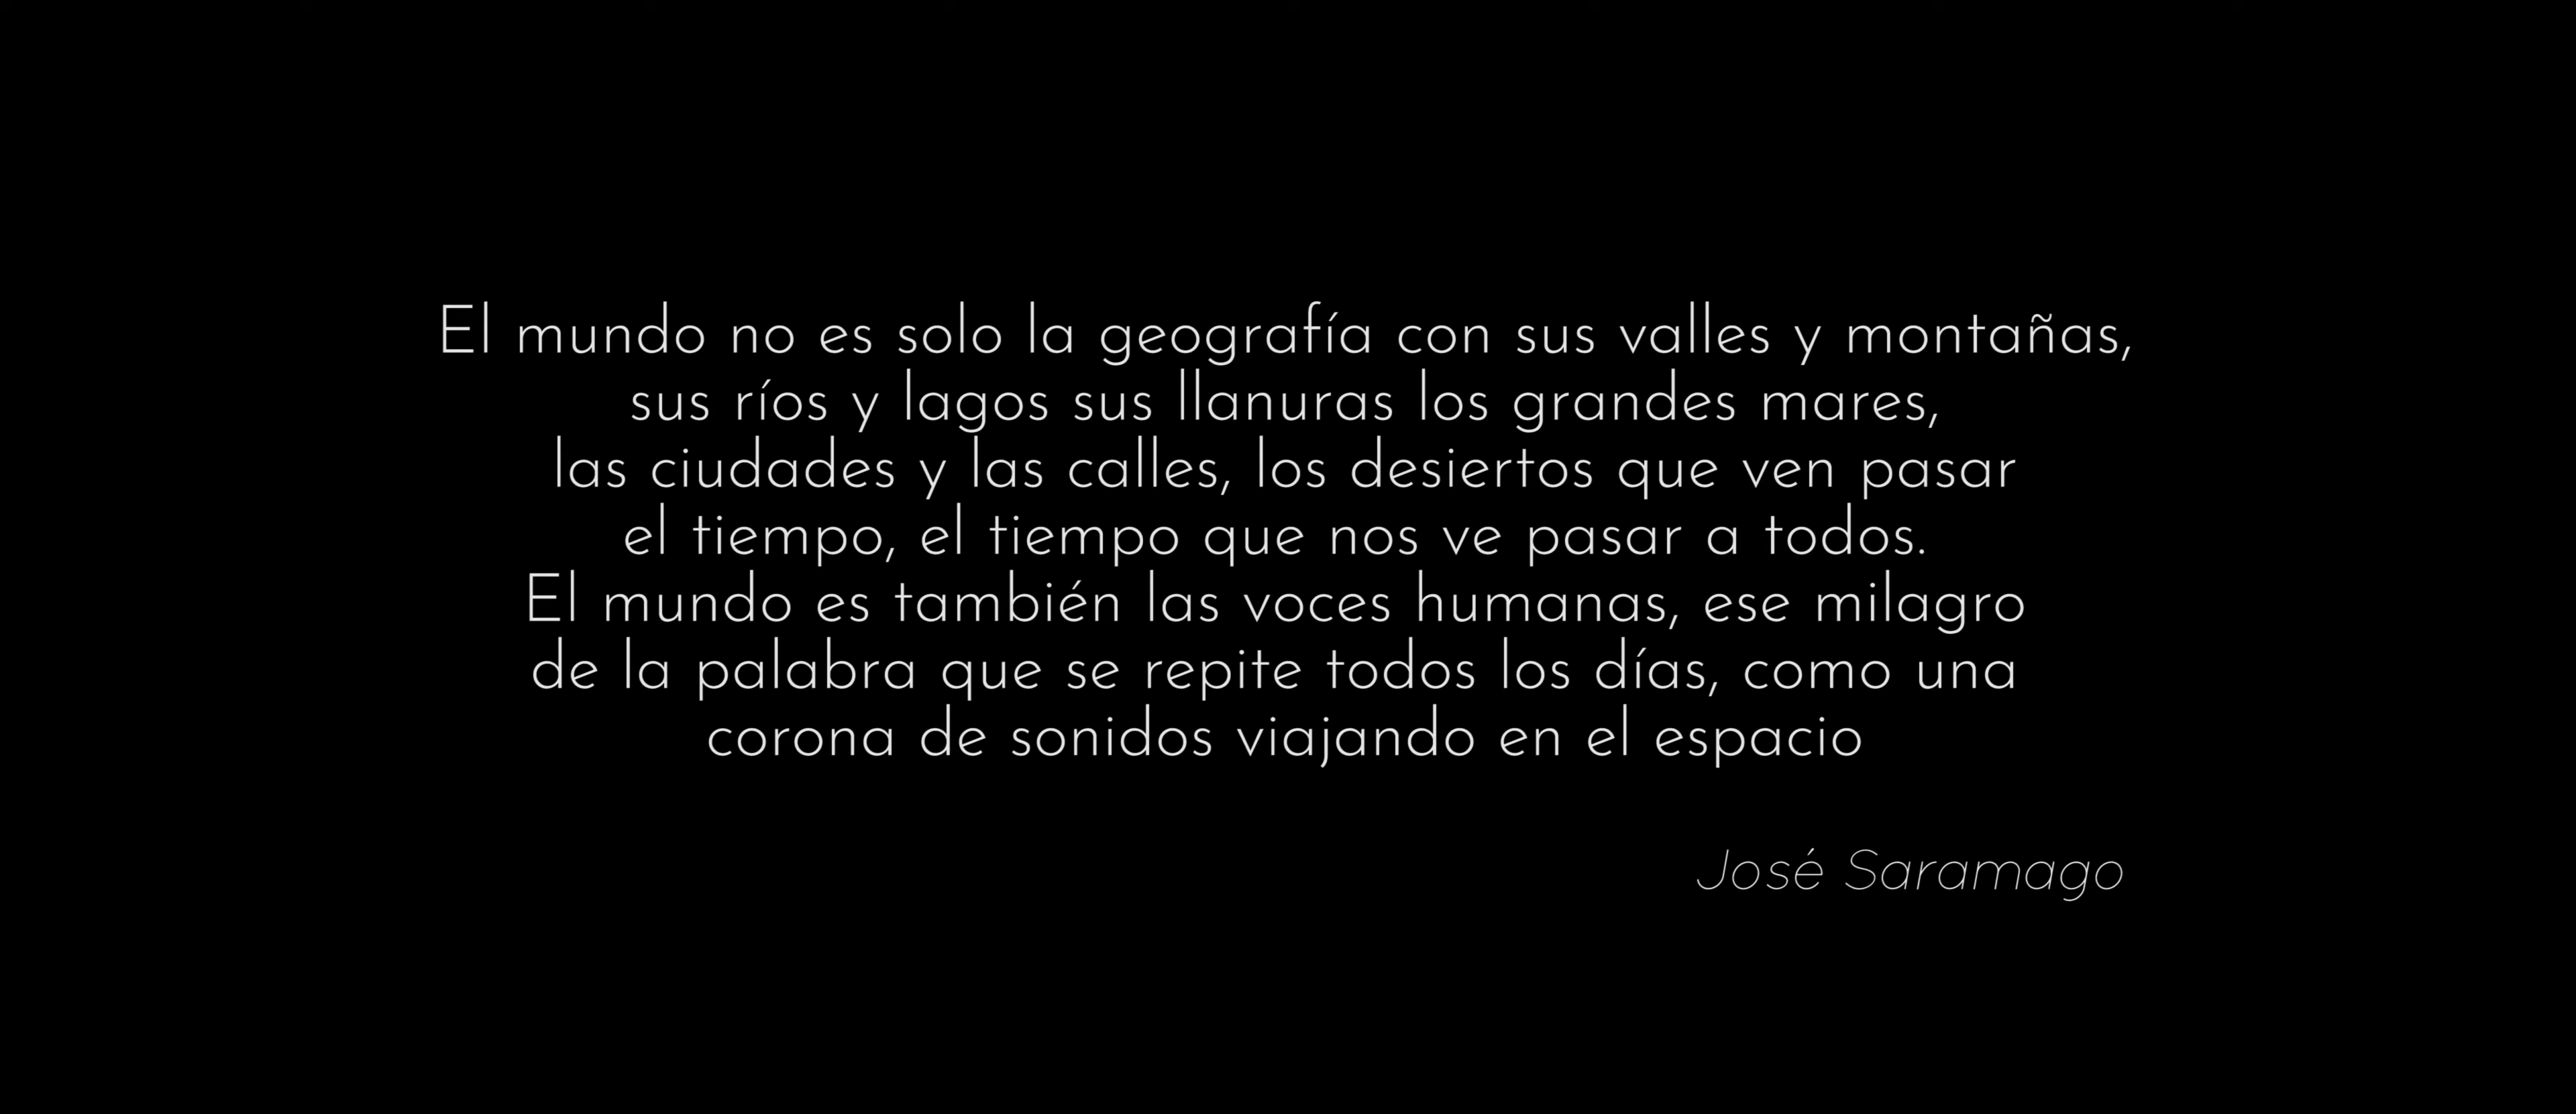 El mundo no es solo la geografía con sus valles y montañas,
sus ríos y lagos sus llanuras los grandes mares,
las ciudades y las calles, los desiertos que ven pasar
el tiempo, el tiempo que nos ve pasar a todos.
El mundo es también las voces humanas, ese milagro
de la palabra que se repite todos los días, como una
corona de sonidos viajando en el espacio
José Saramago